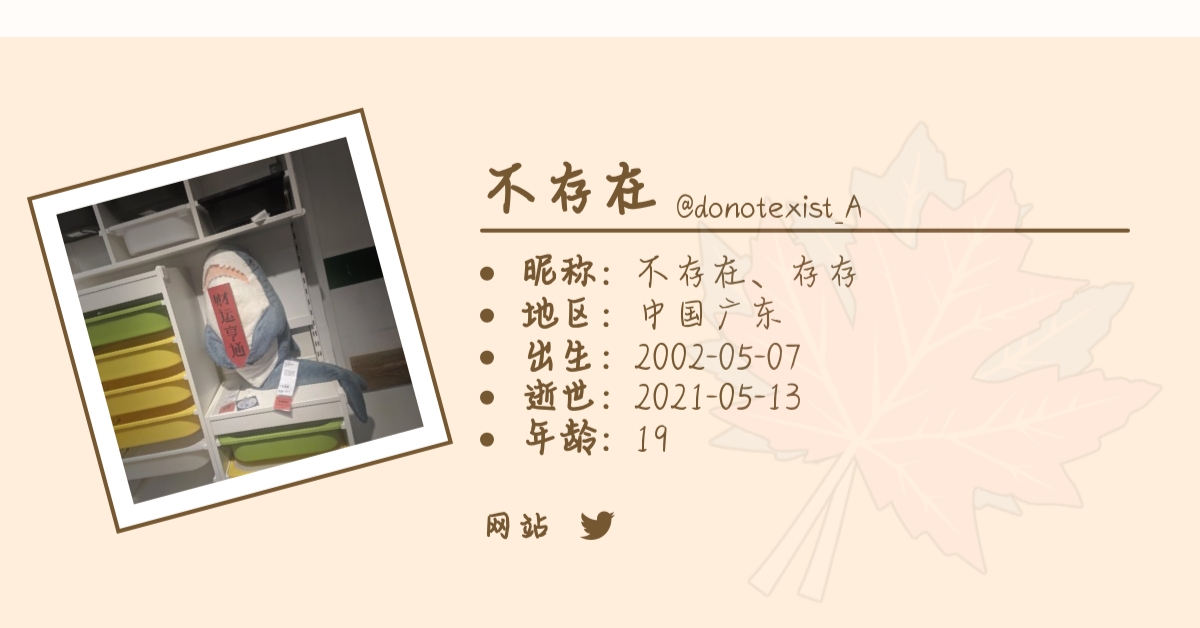 财运亨通
不存在 @donotexist_A
昵称：不存在、存存
地区：中国广东
出生：2002-05-07
逝世：2021-05-13
年龄：19
网站